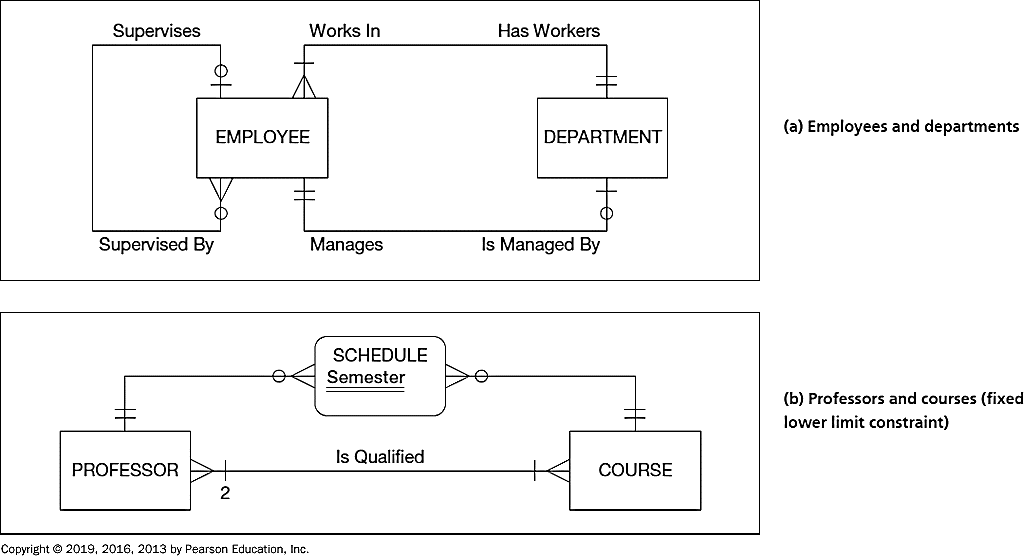 Supervises
Works In
Has Workers
EMPLOYEE
DEPARTMENT
(a) Employees and departments
Supervised By
Manages
Is Managed By
SCHEDULE
Semester
(b) Professors and courses (fixed
lower limit constraint)
PROFESSOR
Is Qualified
COURSE
2
Copyright © 2019, 2016, 2013 by Pearson Education, Inc.